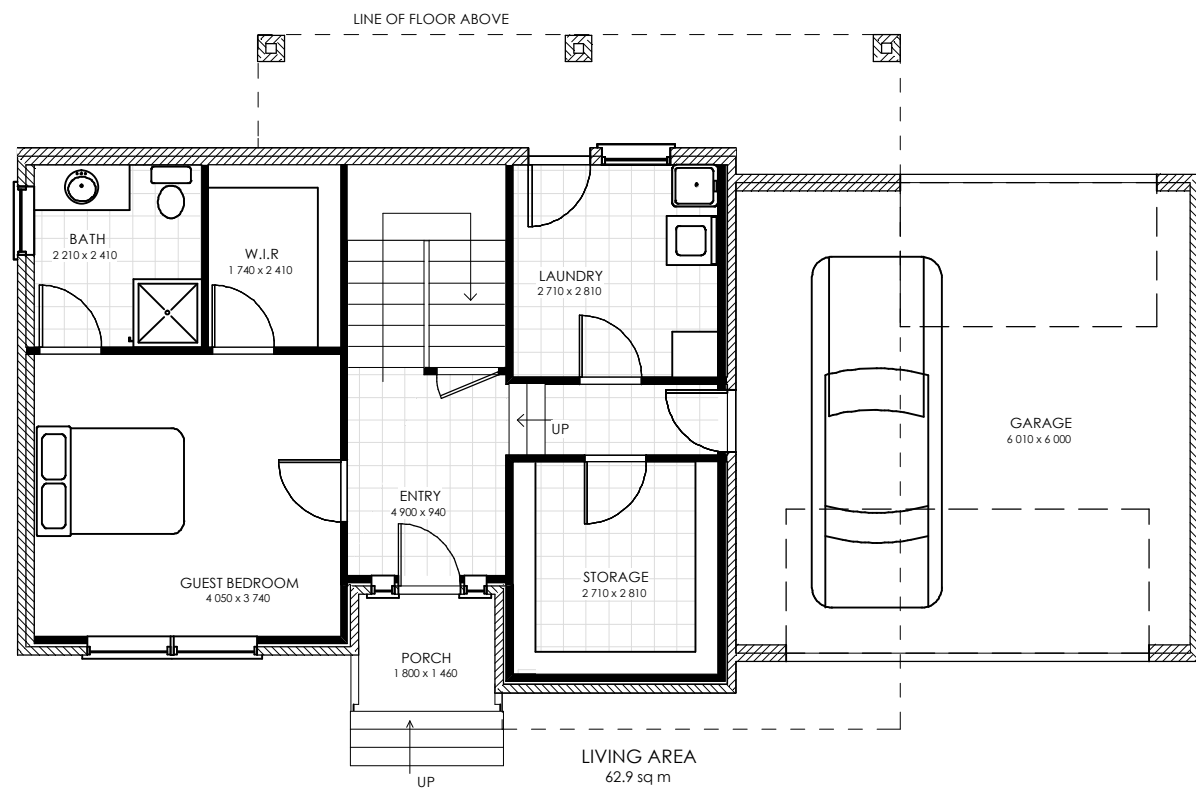 LINE OF FLOOR ABOVE
BATH
2 210 x 2 410
W.I.R
1 740 x 2 410
LAUNDRY
2 710 x 2 810
UP
GARAGE
6 010 x 6 000
ENTRY
4 900 x 940
GUEST BEDROOM
4 050 x 3 740
STORAGE
2 710 x 2 810
PORCH
1 800 x 1 460
UP
LIVING AREA
62.9 sq m